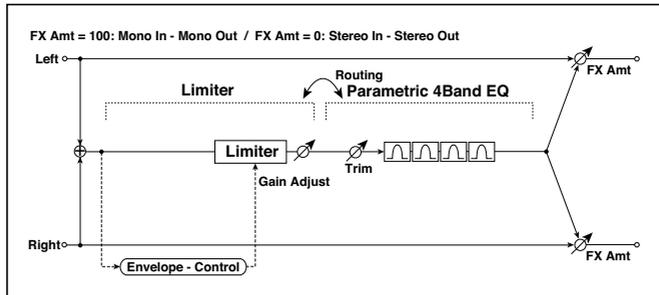 FX Amt = 100: Mono In - Mono Out / FX Amt = 0: Stereo In - Stereo Out
Left
FX Amt
Routing
Limiter
Parametric 4Band EQ
Limiter
Trim
Gain Adjust
Right
FX Amt
Envelope - Control